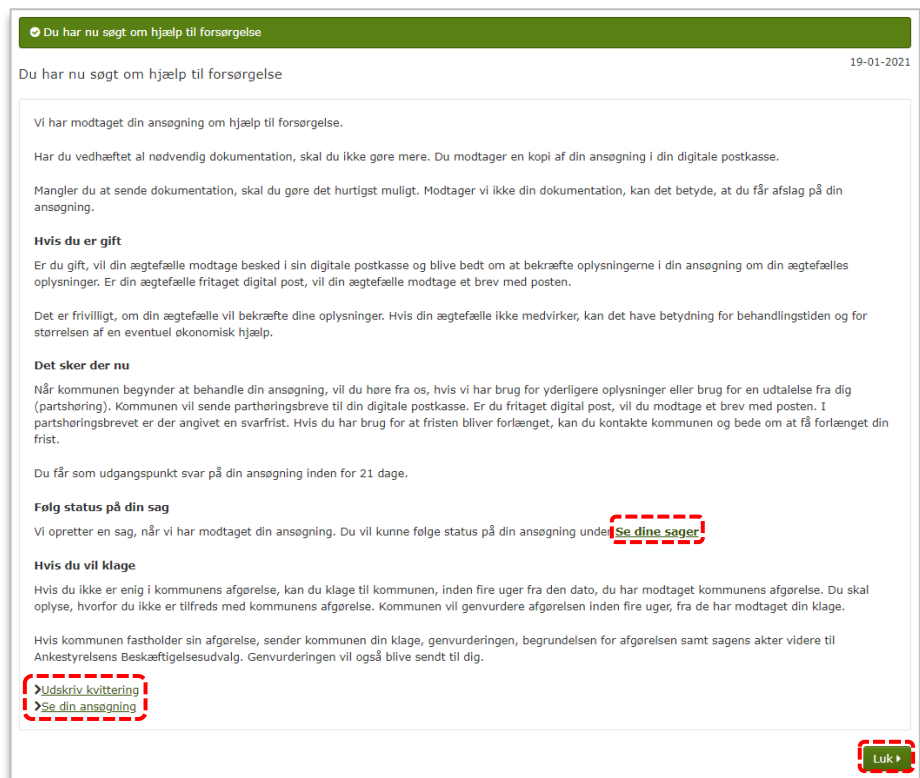 Du har nu søgt om hjælp til forsørgelse
19-01-2021
Du har nu søgt om hjælp til forsørgelse
Vi har modtaget din ansøgning om hjælp til forsørgelse.
Har du vedhæftet al nødvendig dokumentation, skal du ikke gøre mere. Du modtager en kopi af din ansøgning i din digitale postkasse.
Mangler du at sende dokumentation, skal du gøre det hurtigst muligt. Modtager vi ikke din dokumentation, kan det betyde, at du får afslag på din
ansøgning.
Hvis du er gift
Er du gift, vil din ægtefælle modtage besked i sin digitale postkasse og blive bedt om at bekræfte oplysningerne i din ansøgning om din ægtefælles
oplysninger. Er din ægtefælle fritaget digital post, vil din ægtefælle modtage et brev med posten.
Det er frivilligt, om din ægtefælle vil bekræfte dine oplysninger. Hvis din ægtefælle ikke medvirker, kan det have betydning for behandlingstiden og for
størrelsen af en eventuel økonomisk hjælp.
Det sker der nu
Når kommunen begynder at behandle din ansøgning, vil du høre fra os, hvis vi har brug for yderligere oplysninger eller brug for en udtalelse fra dig
(partshøring). Kommunen vil sende parthøringsbreve til din digitale postkasse. Er du fritaget digital post, vil du modtage et brev med posten. I
partshøringsbrevet er der angivet en svarfrist. Hvis du har brug for at fristen bliver forlænget, kan du kontakte kommunen og bede om at få forlænget din
frist.
Du får som udgangspunkt svar på din ansøgning inden for 21 dage.
Følg status på din sag
Vi opretter en sag, når vi har modtaget din ansøgning. Du vil kunne følge status på din ansøgning under Se dine sager
Hvis du vil klage
Hvis du ikke er enig i kommunens afgørelse, kan du klage til kommunen, inden fire uger fra den dato, du har modtaget kommunens afgørelse. Du skal
oplyse, hvorfor du ikke er tilfreds med kommunens afgørelse. Kommunen vil genvurdere afgørelsen inden fire uger, fra de har modtaget din klage.
Hvis kommunen fastholder sin afgørelse, sender kommunen din klage, genvurderingen, begrundelsen for afgørelsen samt sagens akter videre til
Ankestyrelsens Beskæftigelsesudvalg. Genvurderingen vil også blive sendt til dig.
Udskriv kvittering
Se din ansøgning
Luk